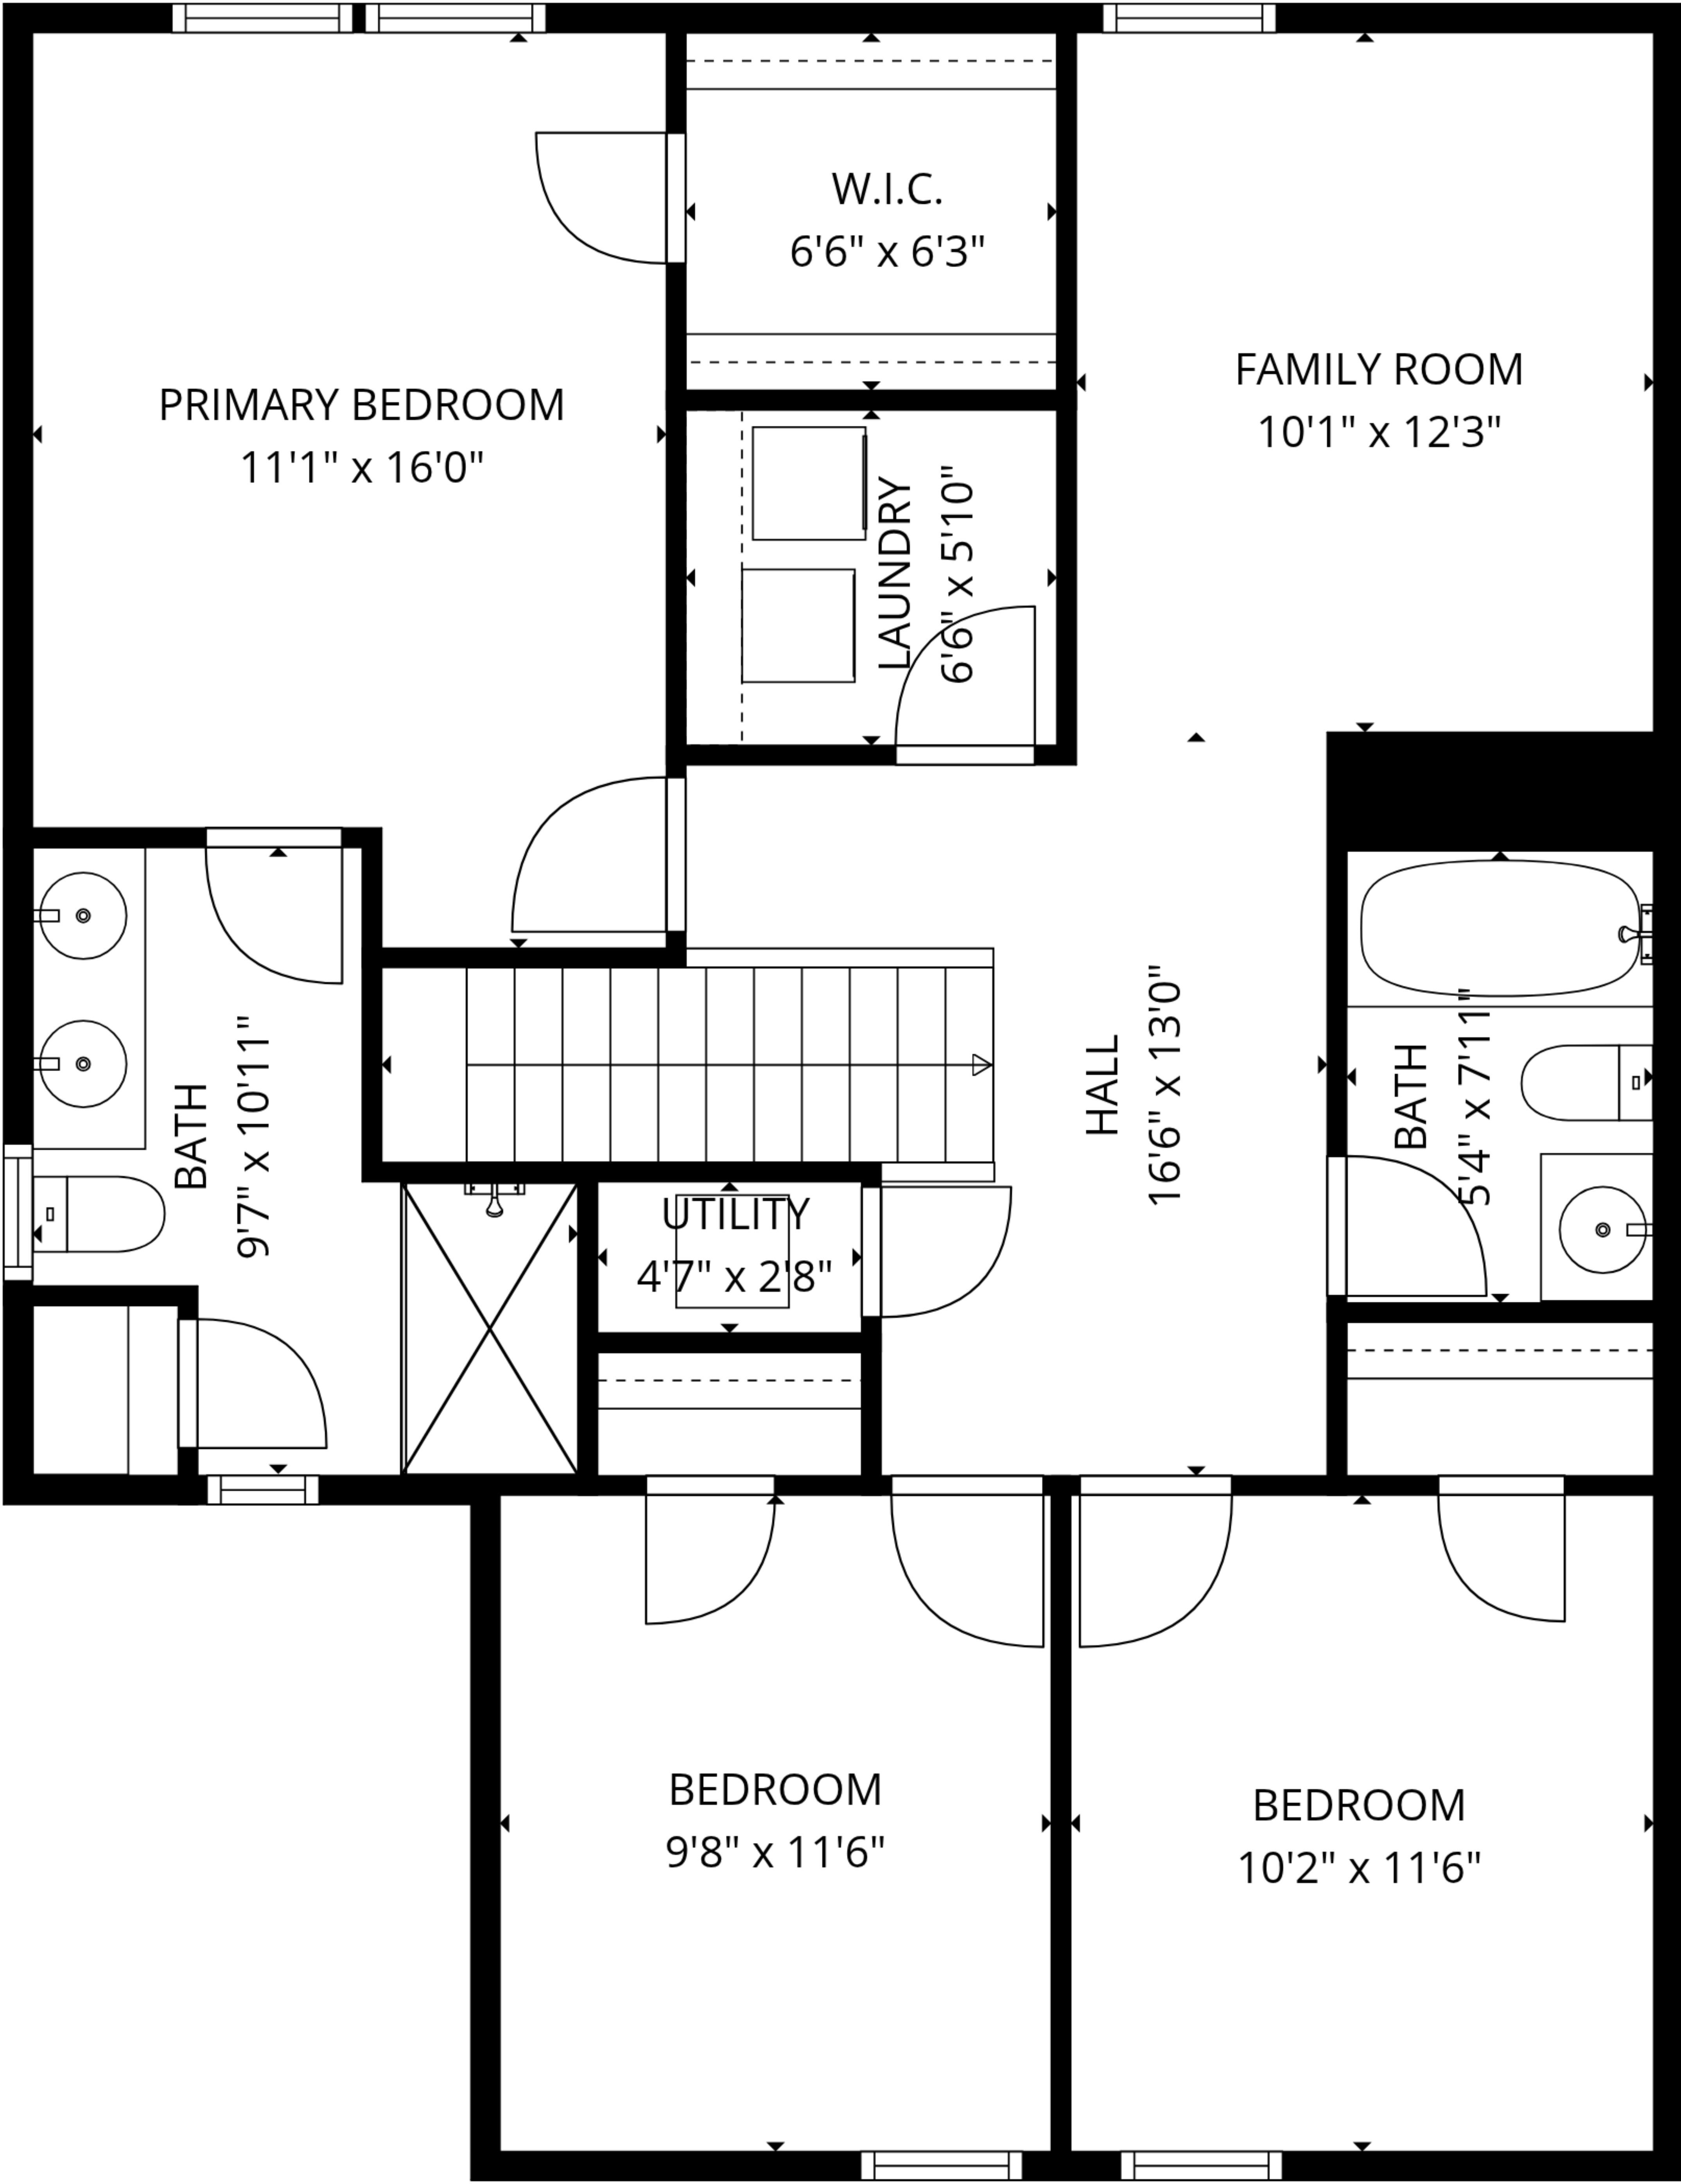 W.I.C.
6'6" x 6'3"
FAMILY ROOM
10'1" x 12'3"
PRIMARY BEDROOM
11'1" x 16'0"
LAUNDRY
6'6" x 5'10"
BATH
9'7" x 10'11"
HALL
16'6" x 13'0"
BATH
5'4" x 7'11"
UTILITY
4'7" x 2'8"
BEDROOM
9'8" x 11'6"
BEDROOM
10'2" x 11'6"